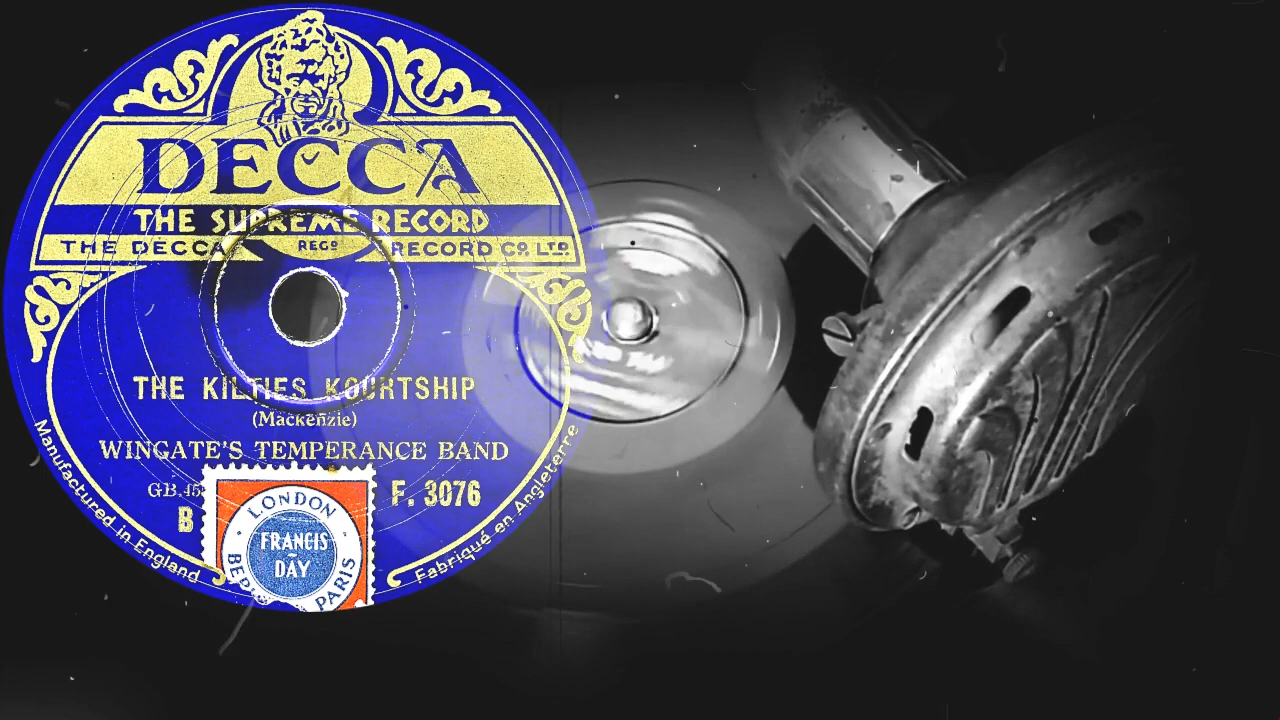 DECCA
THE SUPREME RECORD
THE DECCA REGD RECORD CO. LTD.
THE KILTIES KOURTSHIP
(Mackenzie)
WINGATE'S TEMPERANCE BAND
F. 3076
B
Manufactured in England
Fabriqué en Angleterre
LONDON
FRANCIS
DAY
PARIS